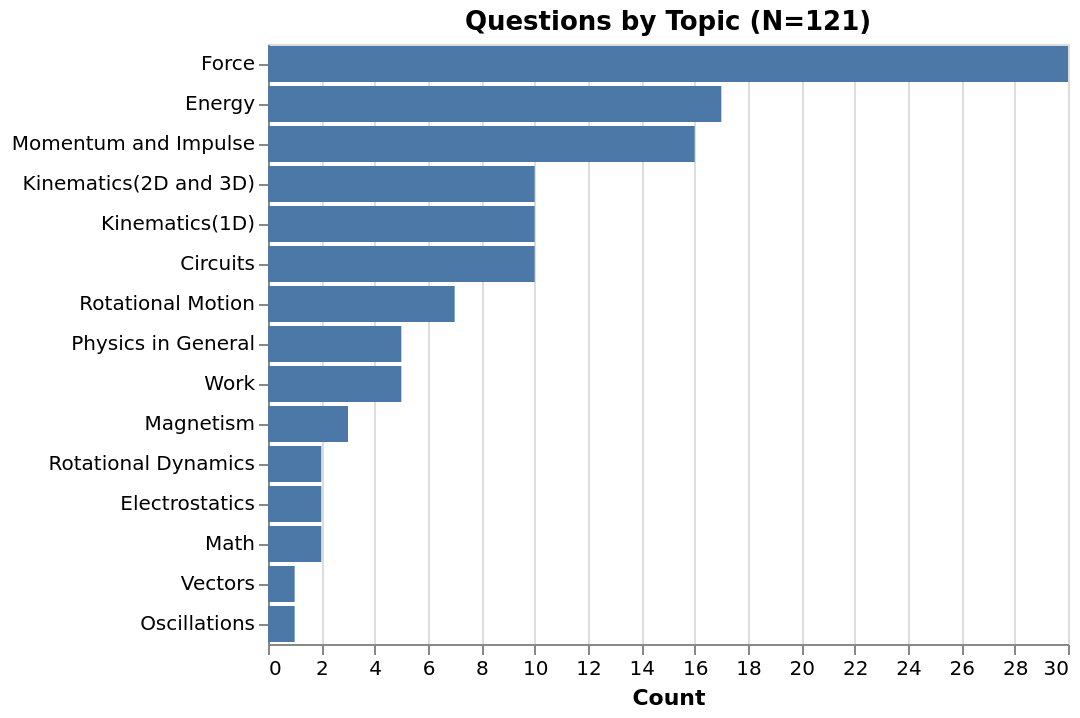 Questions by Topic (N=121)
Force
Energy
Momentum and Impulse
Kinematics(2D and 3D)
Kinematics(1D)
Circuits
Rotational Motion
Physics in General
Work
Magnetism
Rotational Dynamics
Electrostatics
Math
Vectors
Oscillations
0 2 4 6 8 10 12 14 16 18 20 22 24 26 28 30
Count